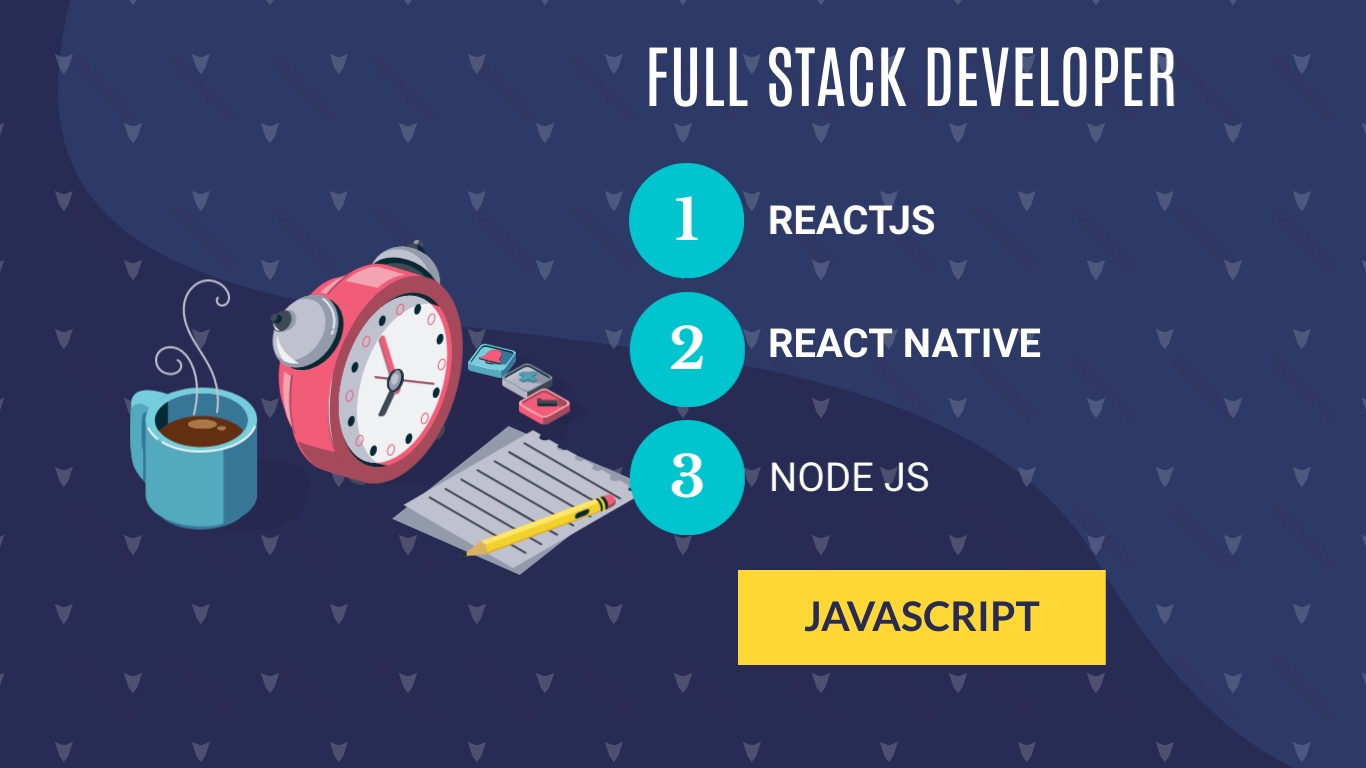 FULL STACK DEVELOPER
1 REACTJS
2 REACT NATIVE
3 NODE JS
JAVASCRIPT